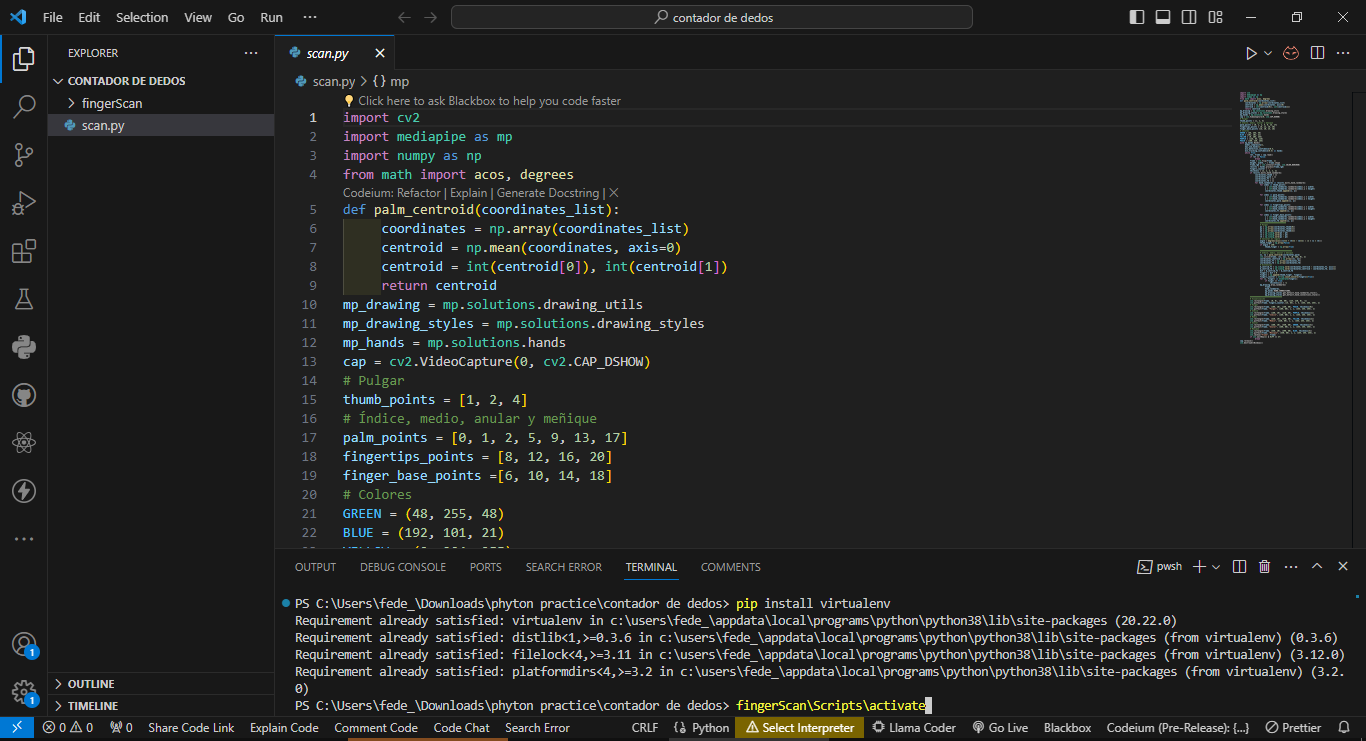 File Edit Selection View Go Run ··· contador de dedos
EXPLORER ···
CONTADOR DE DEDOS
fingerScan
scan.py
OUTLINE
TIMELINE
scan.py
scan.py > {} mp
Click here to ask Blackbox to help you code faster
1 import cv2
2 import mediapipe as mp
3 import numpy as np
4 from math import acos, degrees
Codeium: Refactor | Explain | Generate Docstring | ✕
5 def palm_centroid(coordinates_list):
6 coordinates = np.array(coordinates_list)
7 centroid = np.mean(coordinates, axis=0)
8 centroid = int(centroid[0]), int(centroid[1])
9 return centroid
10 mp_drawing = mp.solutions.drawing_utils
11 mp_drawing_styles = mp.solutions.drawing_styles
12 mp_hands = mp.solutions.hands
13 cap = cv2.VideoCapture(0, cv2.CAP_DSHOW)
14 # Pulgar
15 thumb_points = [1, 2, 4]
16 # Índice, medio, anular y meñique
17 palm_points = [0, 1, 2, 5, 9, 13, 17]
18 fingertips_points = [8, 12, 16, 20]
19 finger_base_points =[6, 10, 14, 18]
20 # Colores
21 GREEN = (48, 255, 48)
22 BLUE = (192, 101, 21)
OUTPUT DEBUG CONSOLE PORTS SEARCH ERROR TERMINAL COMMENTS pwsh
PS C:\Users\fede_\Downloads\phyton practice\contador de dedos> pip install virtualenv
Requirement already satisfied: virtualenv in c:\users\fede_\appdata\local\programs\python\python38\lib\site-packages (20.22.0)
Requirement already satisfied: distlib<1,>=0.3.6 in c:\users\fede_\appdata\local\programs\python\python38\lib\site-packages (from virtualenv) (0.3.6)
Requirement already satisfied: filelock<4,>=3.11 in c:\users\fede_\appdata\local\programs\python\python38\lib\site-packages (from virtualenv) (3.12.0)
Requirement already satisfied: platformdirs<4,>=3.2 in c:\users\fede_\appdata\local\programs\python\python38\lib\site-packages (from virtualenv) (3.2.
0)
PS C:\Users\fede_\Downloads\phyton practice\contador de dedos> fingerScan\Scripts\activate
1
1
0 0 0 Share Code Link Explain Code Comment Code Code Chat Search Error CRLF {} Python Select Interpreter Llama Coder Go Live Blackbox Codeium (Pre-Release): {...} Prettier